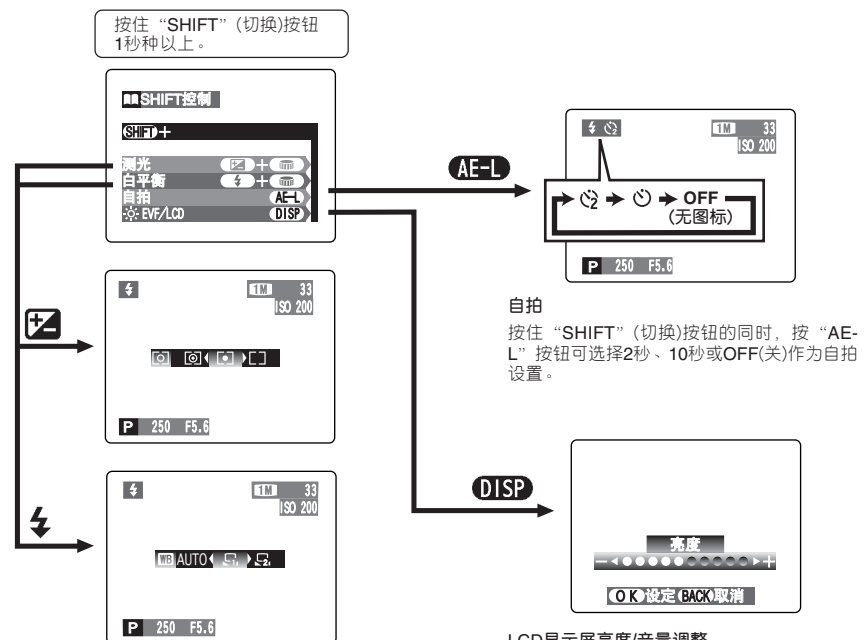 按住“SHIFT”(切换)按钮
1秒种以上。
SHIFT控制
SHIFT+
测光 +
白平衡 +
自拍 AE-L
EVF/LCD DISP
1M 33
ISO 200
P 250 F5.6
1M 33
ISO 200
WB AUTO
P 250 F5.6
AE-L
1M 33
ISO 200
2 OFF
(无图标)
P 250 F5.6
自拍
按住“SHIFT”(切换)按钮的同时，按“AE-
L”按钮可选择2秒、10秒或OFF(关)作为自拍
设置。
DISP
亮度
− +
OK 设定 BACK 取消
LCD显示屏亮度/音量调整